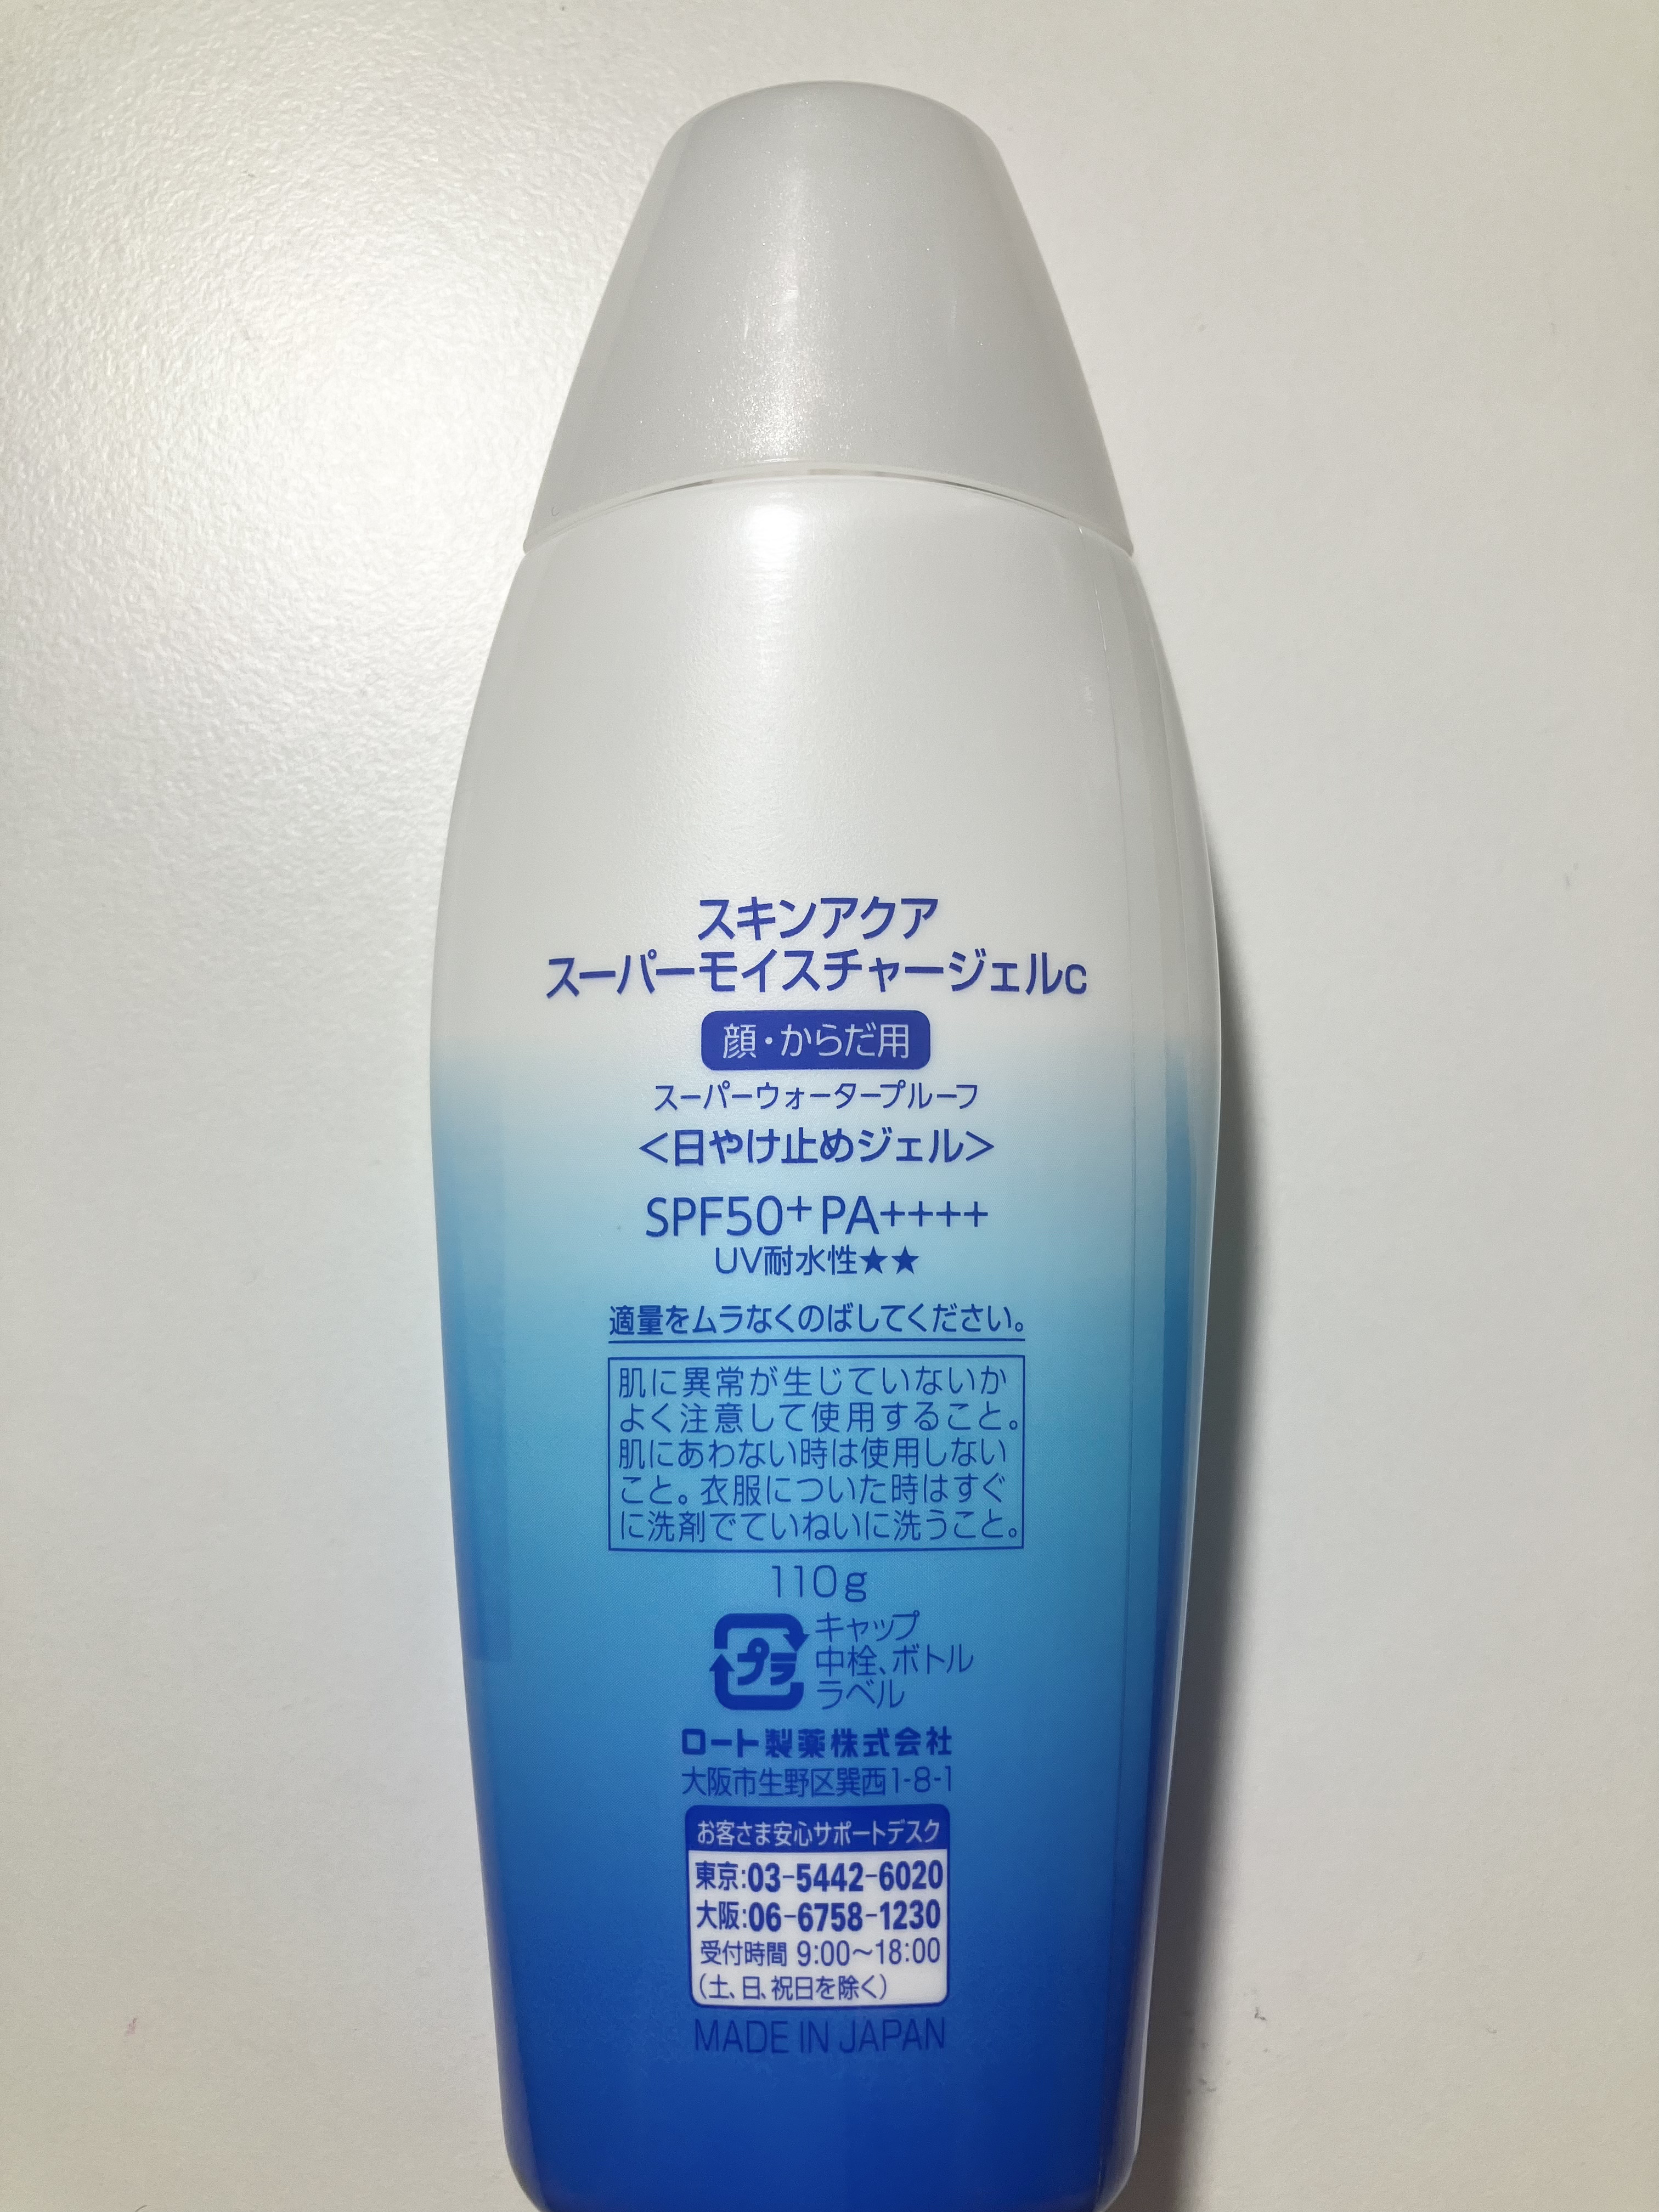 スキンアクア
スーパーモイスチャージェルc
顔・からだ用
スーパーウォータープルーフ
<日やけ止めジェル>
SPF50+ PA++++
UV耐水性★★
適量をムラなくのばしてください。
肌に異常が生じていないか
よく注意して使用すること。
肌にあわない時は使用しない
こと。衣服についた時はすぐ
に洗剤でていねいに洗うこと。
110g
プラ
キャップ
中栓、ボトル
ラベル
ロート製薬株式会社
大阪市生野区巽西1-8-1
お客さま安心サポートデスク
東京:03-5442-6020
大阪:06-6758-1230
受付時間 9:00〜18:00
(土、日、祝日を除く)
MADE IN JAPAN